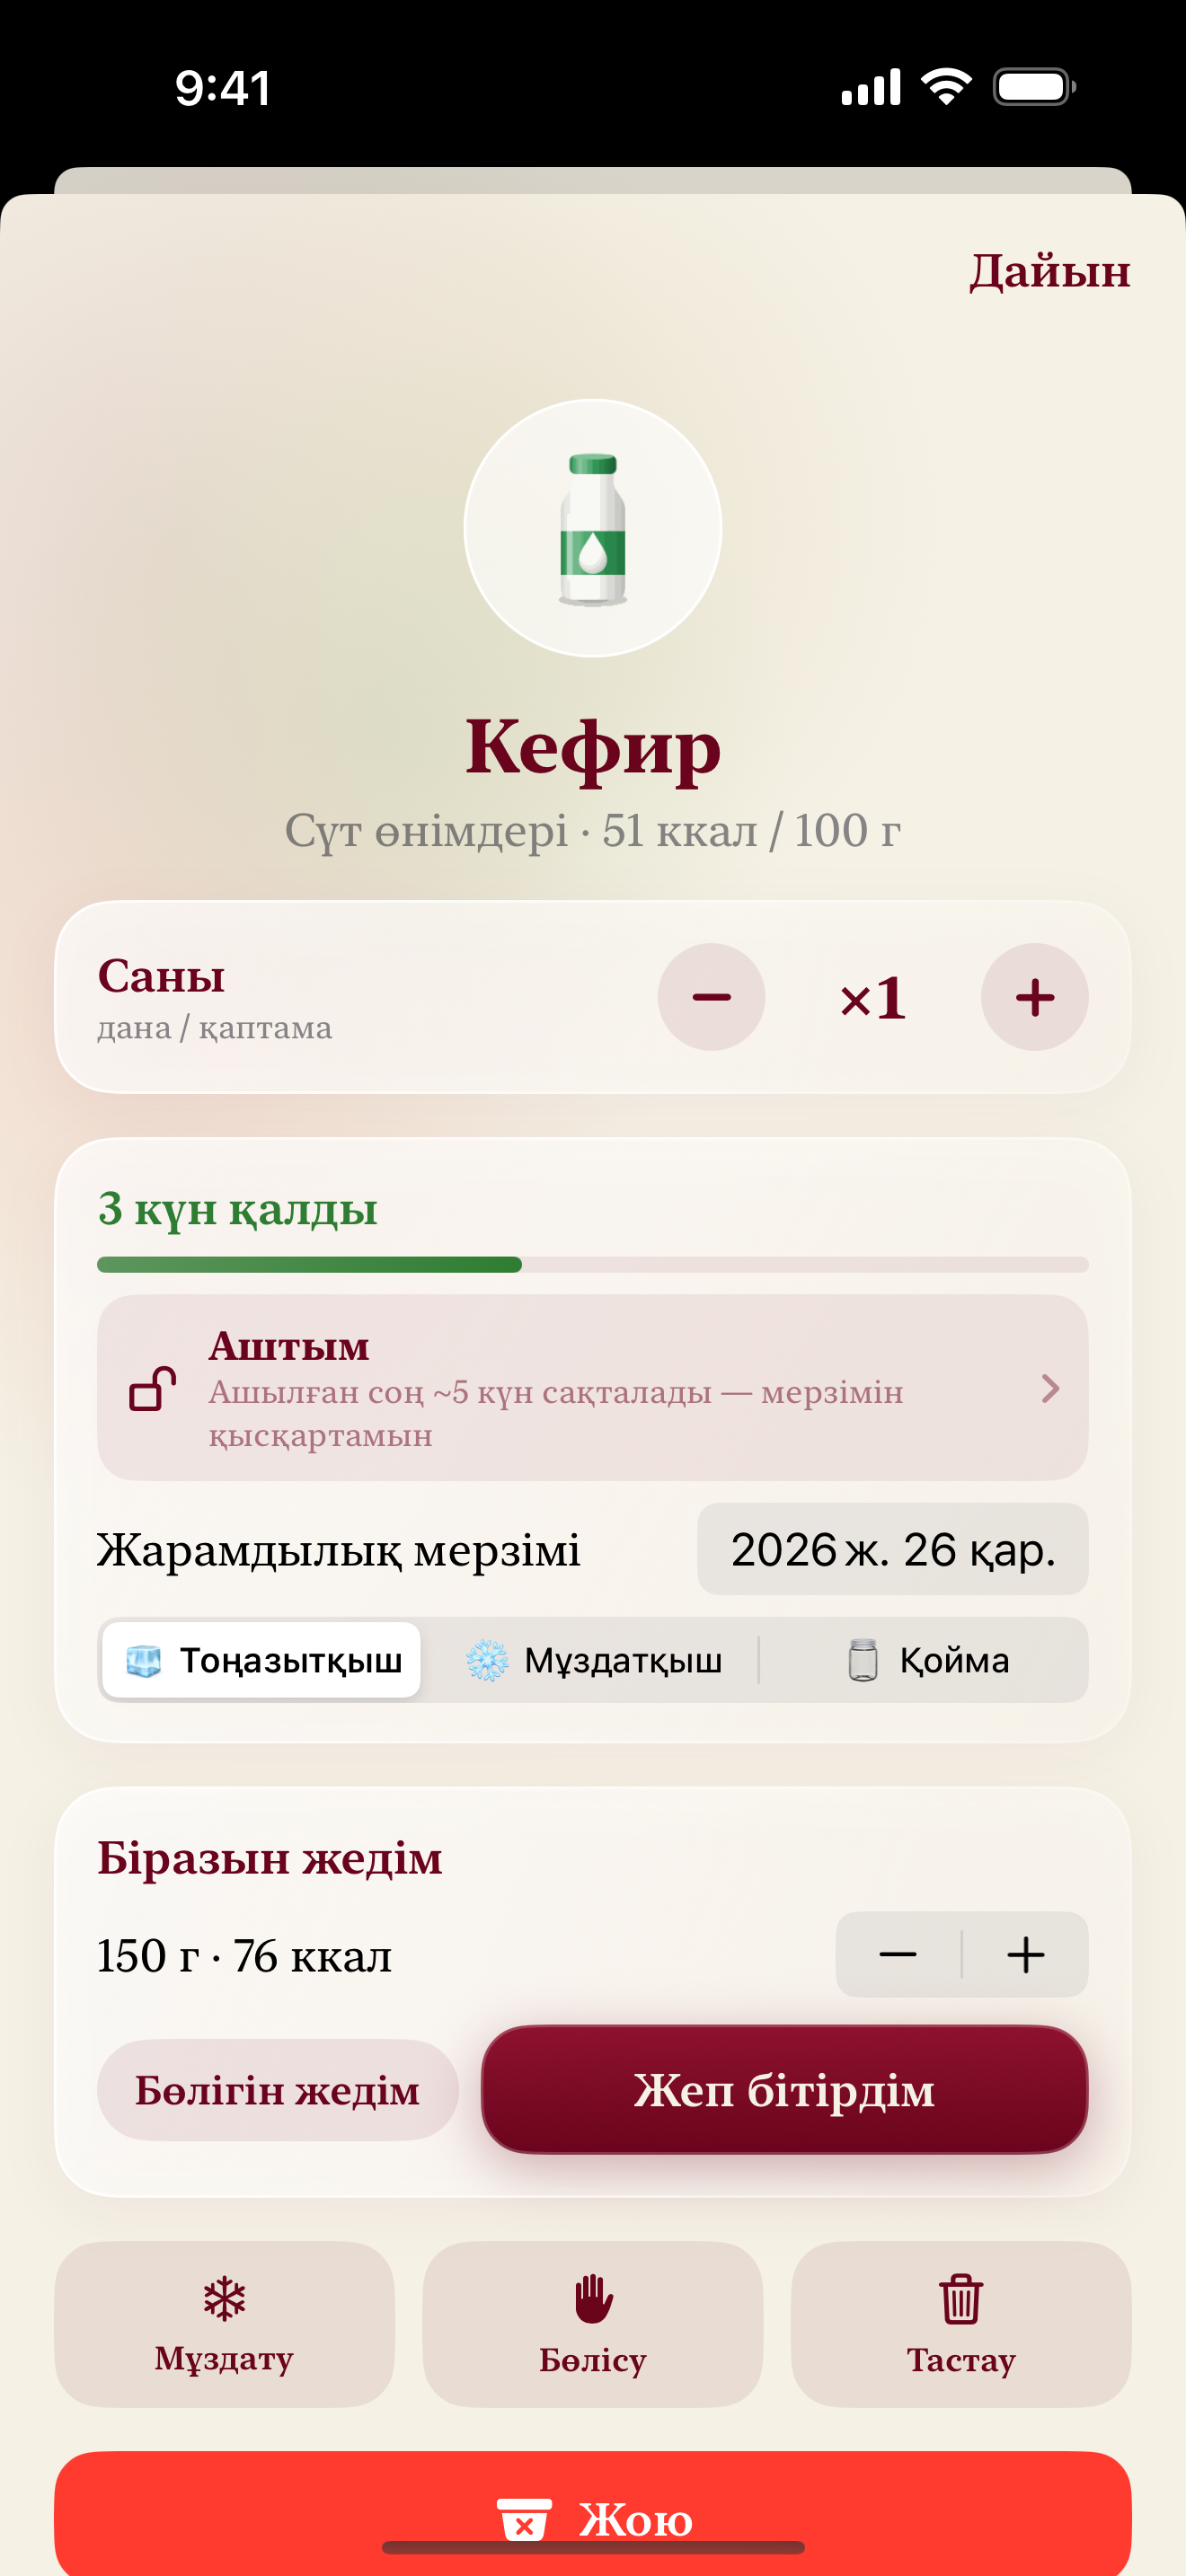 9:41
Дайын
Кефир
Сүт өнімдері · 51 ккал / 100 г
Саны
дана / қаптама
×1
3 күн қалды
Аштым
Ашылған соң ~5 күн сақталады — мерзімін
қысқартамын
Жарамдылық мерзімі
2026 ж. 26 қар.
Тоңазытқыш
Мұздатқыш
Қойма
Біразын жедім
150 г · 76 ккал
Бөлігін жедім
Жеп бітірдім
Мұздату
Бөлісу
Тастау
Жою